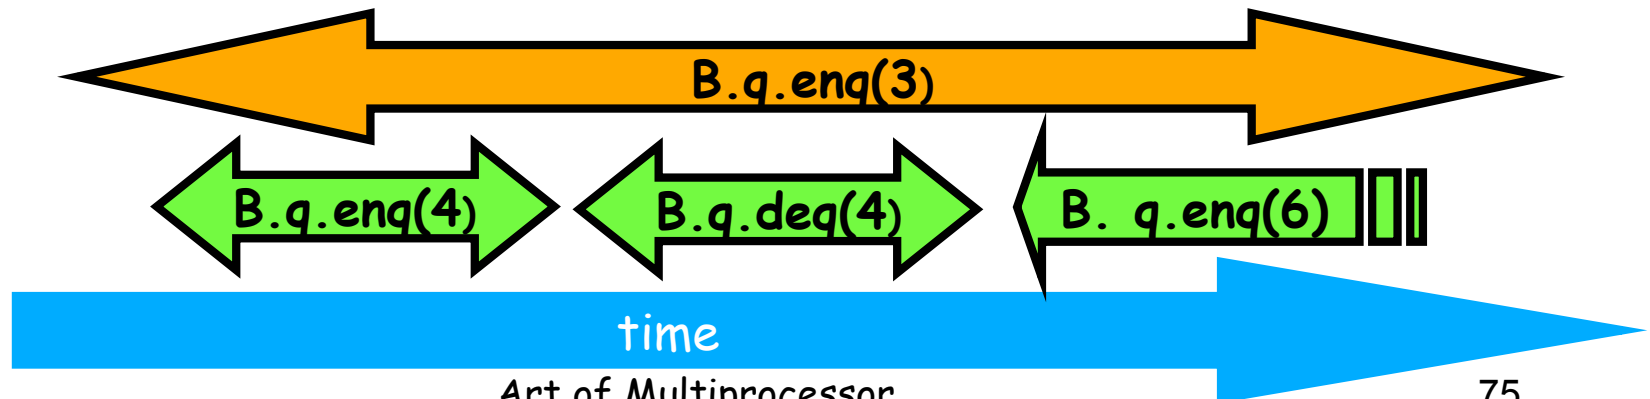 B.q.enq(3)
B.q.enq(4) B.q.deq(4) B. q.enq(6)
time
Art of Multiprocessor 75